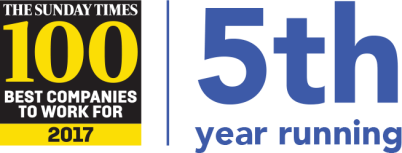 THE SUNDAY TIMES
100
BEST COMPANIES
TO WORK FOR
2017
5th
year running